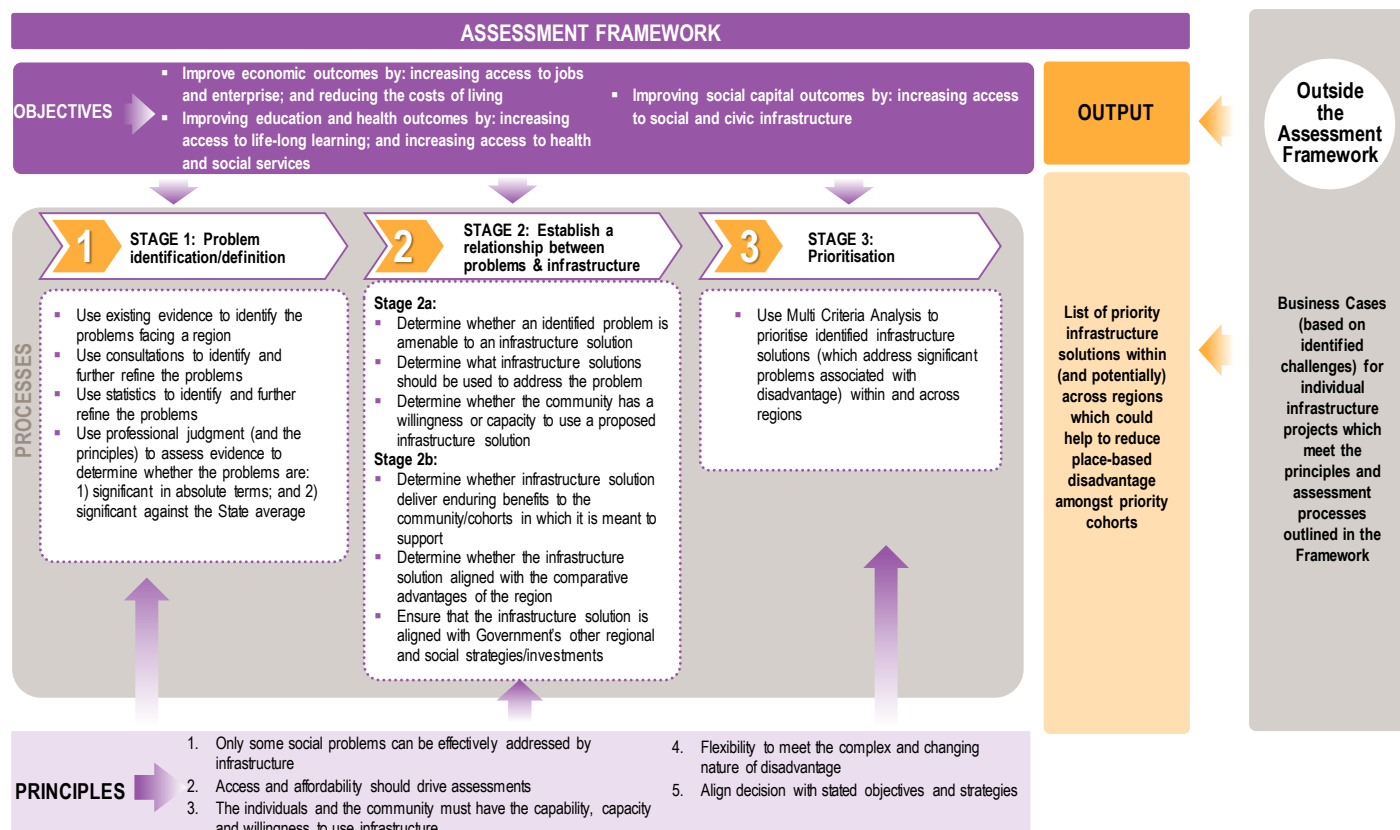 ASSESSMENT FRAMEWORK
OBJECTIVES
▪ Improve economic outcomes by: increasing access to jobs
and enterprise; and reducing the costs of living
▪ Improving education and health outcomes by: increasing
access to life-long learning; and increasing access to health
and social services
▪ Improving social capital outcomes by: increasing access
to social and civic infrastructure
OUTPUT
Outside
the
Assessment
Framework
PROCESSES
1
STAGE 1: Problem
identification/definition
▪ Use existing evidence to identify the
problems facing a region
▪ Use consultations to identify and
further refine the problems
▪ Use statistics to identify and further
refine the problems
▪ Use professional judgment (and the
principles) to assess evidence to
determine whether the problems are:
1) significant in absolute terms; and 2)
significant against the State average
2
STAGE 2: Establish a
relationship between
problems & infrastructure
Stage 2a:
▪ Determine whether an identified problem is
amenable to an infrastructure solution
▪ Determine what infrastructure solutions
should be used to address the problem
▪ Determine whether the community has a
willingness or capacity to use a proposed
infrastructure solution
Stage 2b:
▪ Determine whether infrastructure solution
deliver enduring benefits to the
community/cohorts in which it is meant to
support
▪ Determine whether the infrastructure
solution aligned with the comparative
advantages of the region
▪ Ensure that the infrastructure solution is
aligned with Government's other regional
and social strategies/investments
3
STAGE 3:
Prioritisation
▪ Use Multi Criteria Analysis to
prioritise identified infrastructure
solutions (which address significant
problems associated with
disadvantage) within and across
regions
List of priority
infrastructure
solutions within
(and potentially)
across regions
which could
help to reduce
place-based
disadvantage
amongst priority
cohorts
Business Cases
(based on
identified
challenges) for
individual
infrastructure
projects which
meet the
principles and
assessment
processes
outlined in the
Framework
PRINCIPLES
1. Only some social problems can be effectively addressed by
infrastructure
2. Access and affordability should drive assessments
3. The individuals and the community must have the capability, capacity
and willingness to use infrastructure
4. Flexibility to meet the complex and changing
nature of disadvantage
5. Align decision with stated objectives and strategies